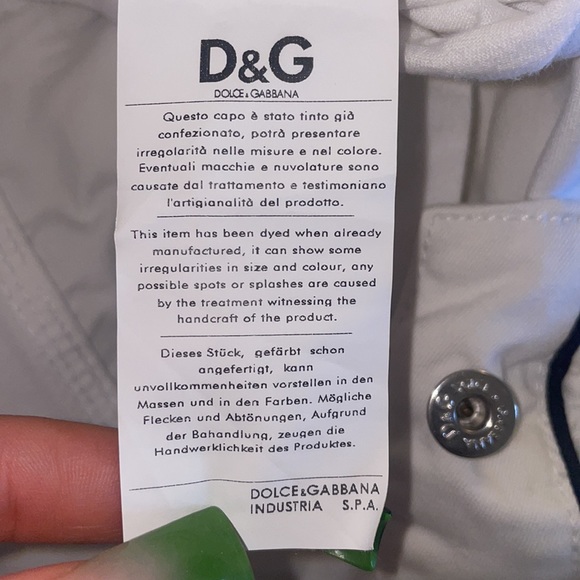 D&G
DOLCE & GABBANA
Questo capo è stato tinto già
confezionato, potrà presentare
irregolarità nelle misure e nel colore.
Eventuali macchie e nuvolature sono
causate dal trattamento e testimoniano
l'artigianalità del prodotto.
This item has been dyed when already
manufactured, it can show some
irregularities in size and colour, any
possible spots or splashes are caused
by the treatment witnessing the
handcraft of the product.
Dieses Stück, gefärbt schon
angefertigt, kann
unvollkommenheiten vorstellen in den
Massen und in den Farben. Mögliche
Flecken und Abtönungen, Aufgrund
der Bahandlung, zeugen die
Handwerklichkeit des Produktes.
DOLCE&GABBANA
INDUSTRIA S.P.A.
D&G